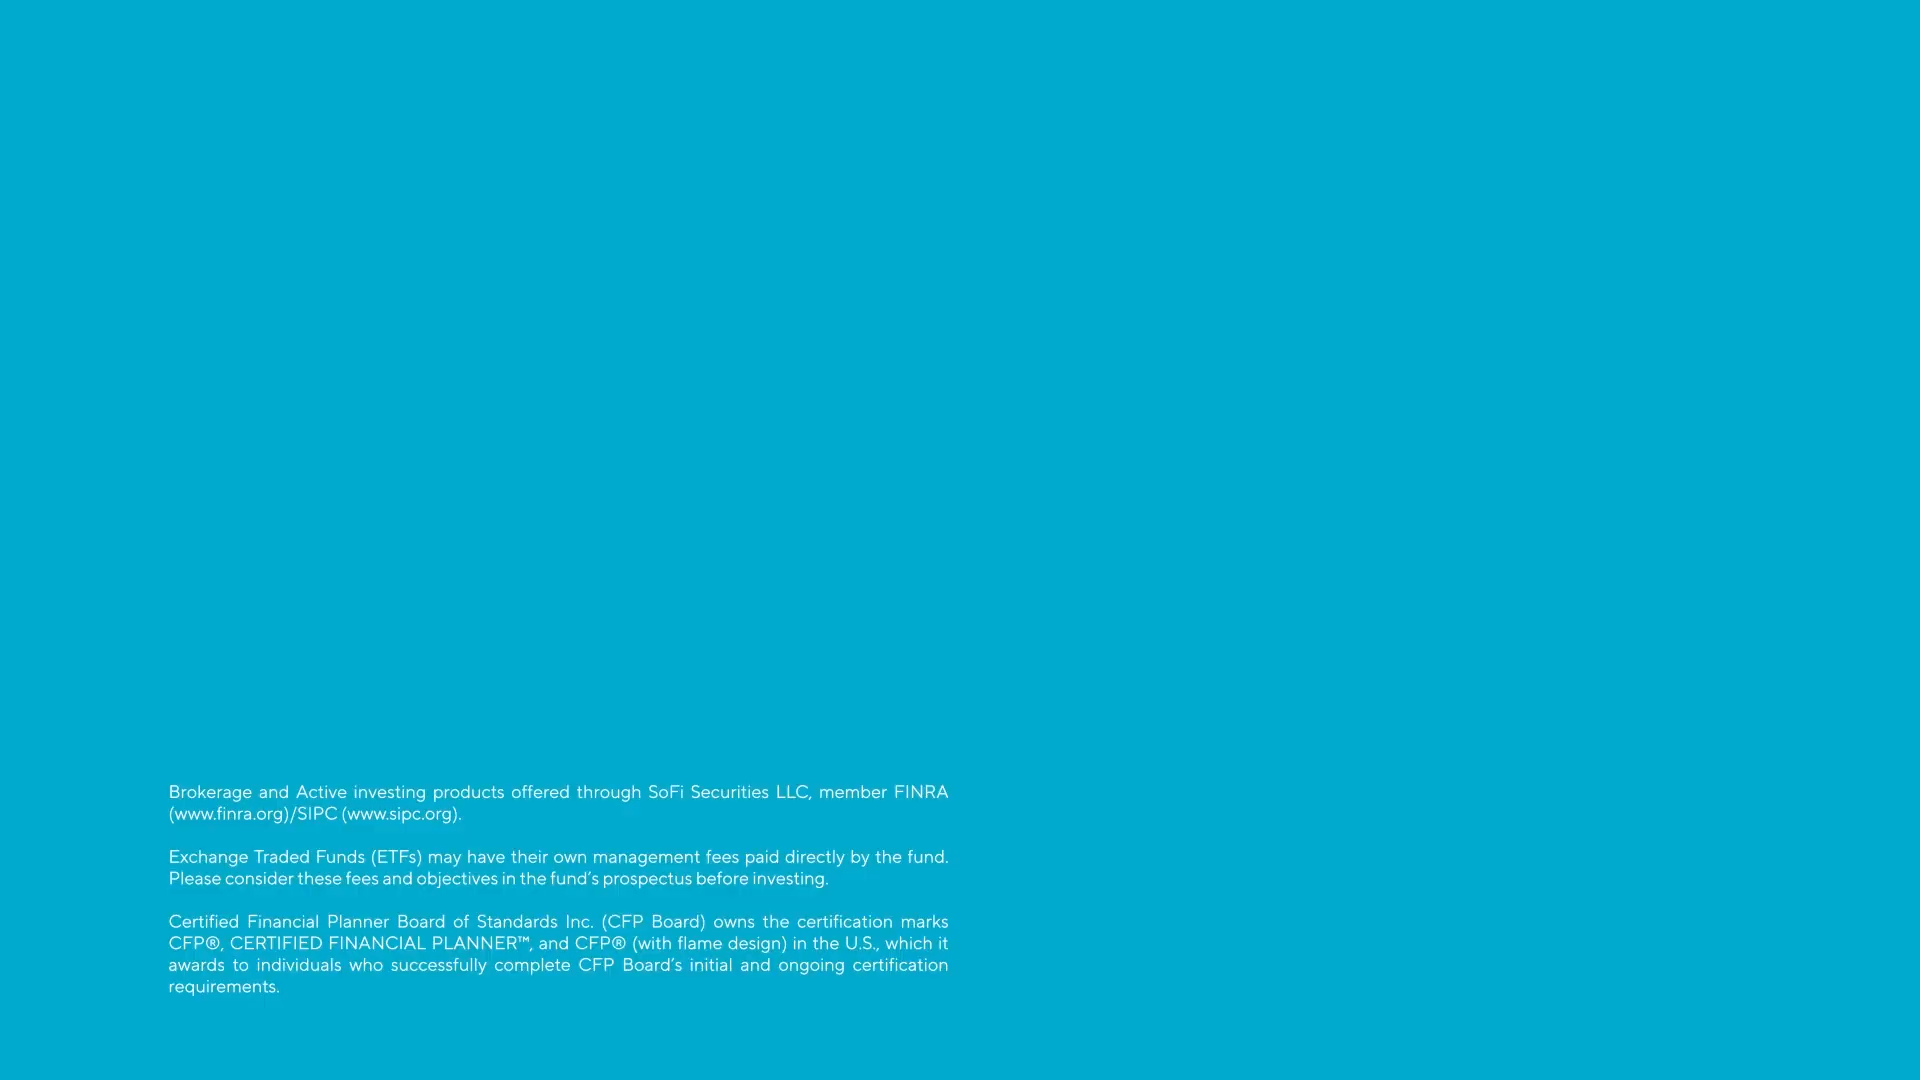 Brokerage and Active investing products offered through SoFi Securities LLC, member FINRA
(www.finra.org)/SIPC (www.sipc.org).
Exchange Traded Funds (ETFs) may have their own management fees paid directly by the fund.
Please consider these fees and objectives in the fund’s prospectus before investing.
Certified Financial Planner Board of Standards Inc. (CFP Board) owns the certification marks
CFP®, CERTIFIED FINANCIAL PLANNER™, and CFP® (with flame design) in the U.S., which it
awards to individuals who successfully complete CFP Board’s initial and ongoing certification
requirements.